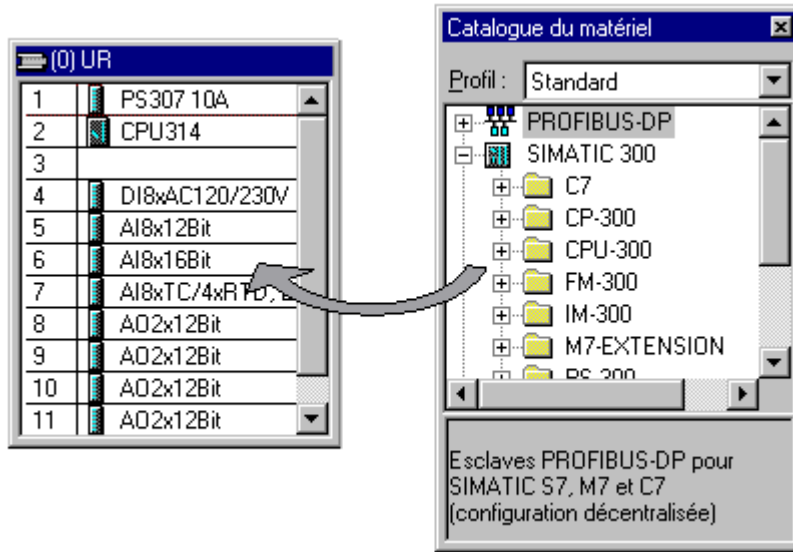 (0) UR
1 PS307 10A
2 CPU314
3
4 DI8xAC120/230V
5 AI8x12Bit
6 AI8x16Bit
7 AI8xTC/4xRTD,
8 AO2x12Bit
9 AO2x12Bit
10 AO2x12Bit
11 AO2x12Bit
Catalogue du matériel
Profil : Standard
PROFIBUS-DP
SIMATIC 300
C7
CP-300
CPU-300
FM-300
IM-300
M7-EXTENSION
PS-300
Esclaves PROFIBUS-DP pour
SIMATIC S7, M7 et C7
(configuration décentralisée)